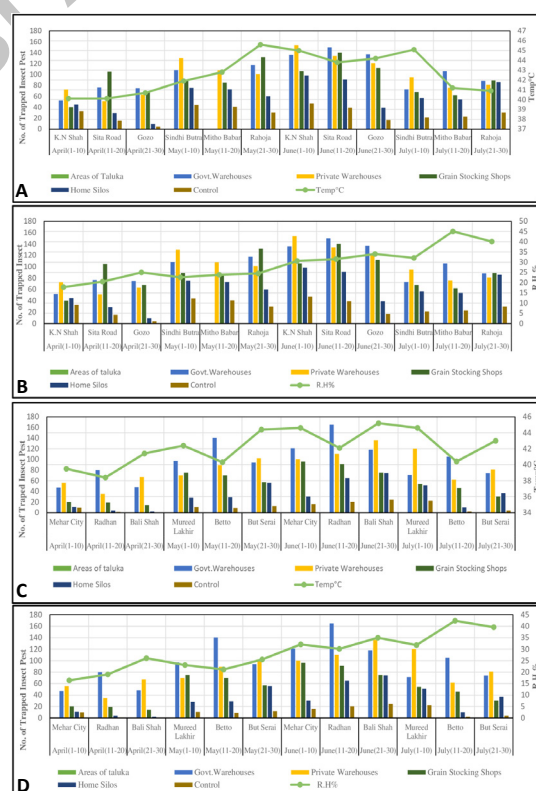 180 160 140 120 100 80 60 40 20 0
No. of Trapped Insect Pest
47 46 45 44 43 42 41 40 39 38 37
Temp°C
K.N Shah Sita Road Gozo Sindhi Butra Mitho Babar Rahoja K.N Shah Sita Road Gozo Sindhi Butra Mitho Babar Rahoja
April(1-10) April(11-20) April(21-30) May(1-10) May(11-20) May(21-30) June(1-10) June(11-20) June(21-30) July(1-10) July(11-20) July(21-30)
Areas of Taluka Govt.Warehouses Private Warehouses Grain Stocking Shops
Home Silos Control Temp°C
A
180 160 140 120 100 80 60 40 20 0
No. of Trapped Insect
50 45 40 35 30 25 20 15 10 5 0
R.H%
K.N Shah Sita Road Gozo Sindhi Butra Mitho Babar Rahoja K.N Shah Sita Road Gozo Sindhi Butra Mitho Babar Rahoja
April(1-10) April(11-20) April(21-30) May(1-10) May(11-20) May(21-30) June(1-10) June(11-20) June(21-30) July(1-10) July(11-20) July(21-30)
Areas of taluka Govt.Warehouses Private Warehouses Grain Stocking Shops
Home Silos Control R.H%
B
180 160 140 120 100 80 60 40 20 0
No. of Trapped Insect Pest
46 44 42 40 38 36 34
Mehar City Radhan Bali Shah Mureed Lakhir Betto But Serai Mehar City Radhan Bali Shah Mureed Lakhir Betto But Serai
April(1-10) April(11-20) April(21-30) May(1-10) May(11-20) May(21-30) June(1-10) June(11-20) June(21-30) July(1-10) July(11-20) July(21-30)
Areas of taluka Govt.Warehouses Private Warehouses Grain Stocking Shops
Home Silos Control Temp°C
C
180 160 140 120 100 80 60 40 20 0
No. of Trapped Insect Pest
45 40 35 30 25 20 15 10 5 0
R.H%
Mehar City Radhan Bali Shah Mureed Lakhir Betto But Serai Mehar City Radhan Bali Shah Mureed Lakhir Betto But Serai
April(1-10) April(11-20) April(21-30) May(1-10) May(11-20) May(21-30) June(1-10) June(11-20) June(21-30) July(1-10) July(11-20) July(21-30)
Areas of taluka Govt.Warehouses Private Warehouses Grain Stocking Shops
Home Silos Control R.H%
D